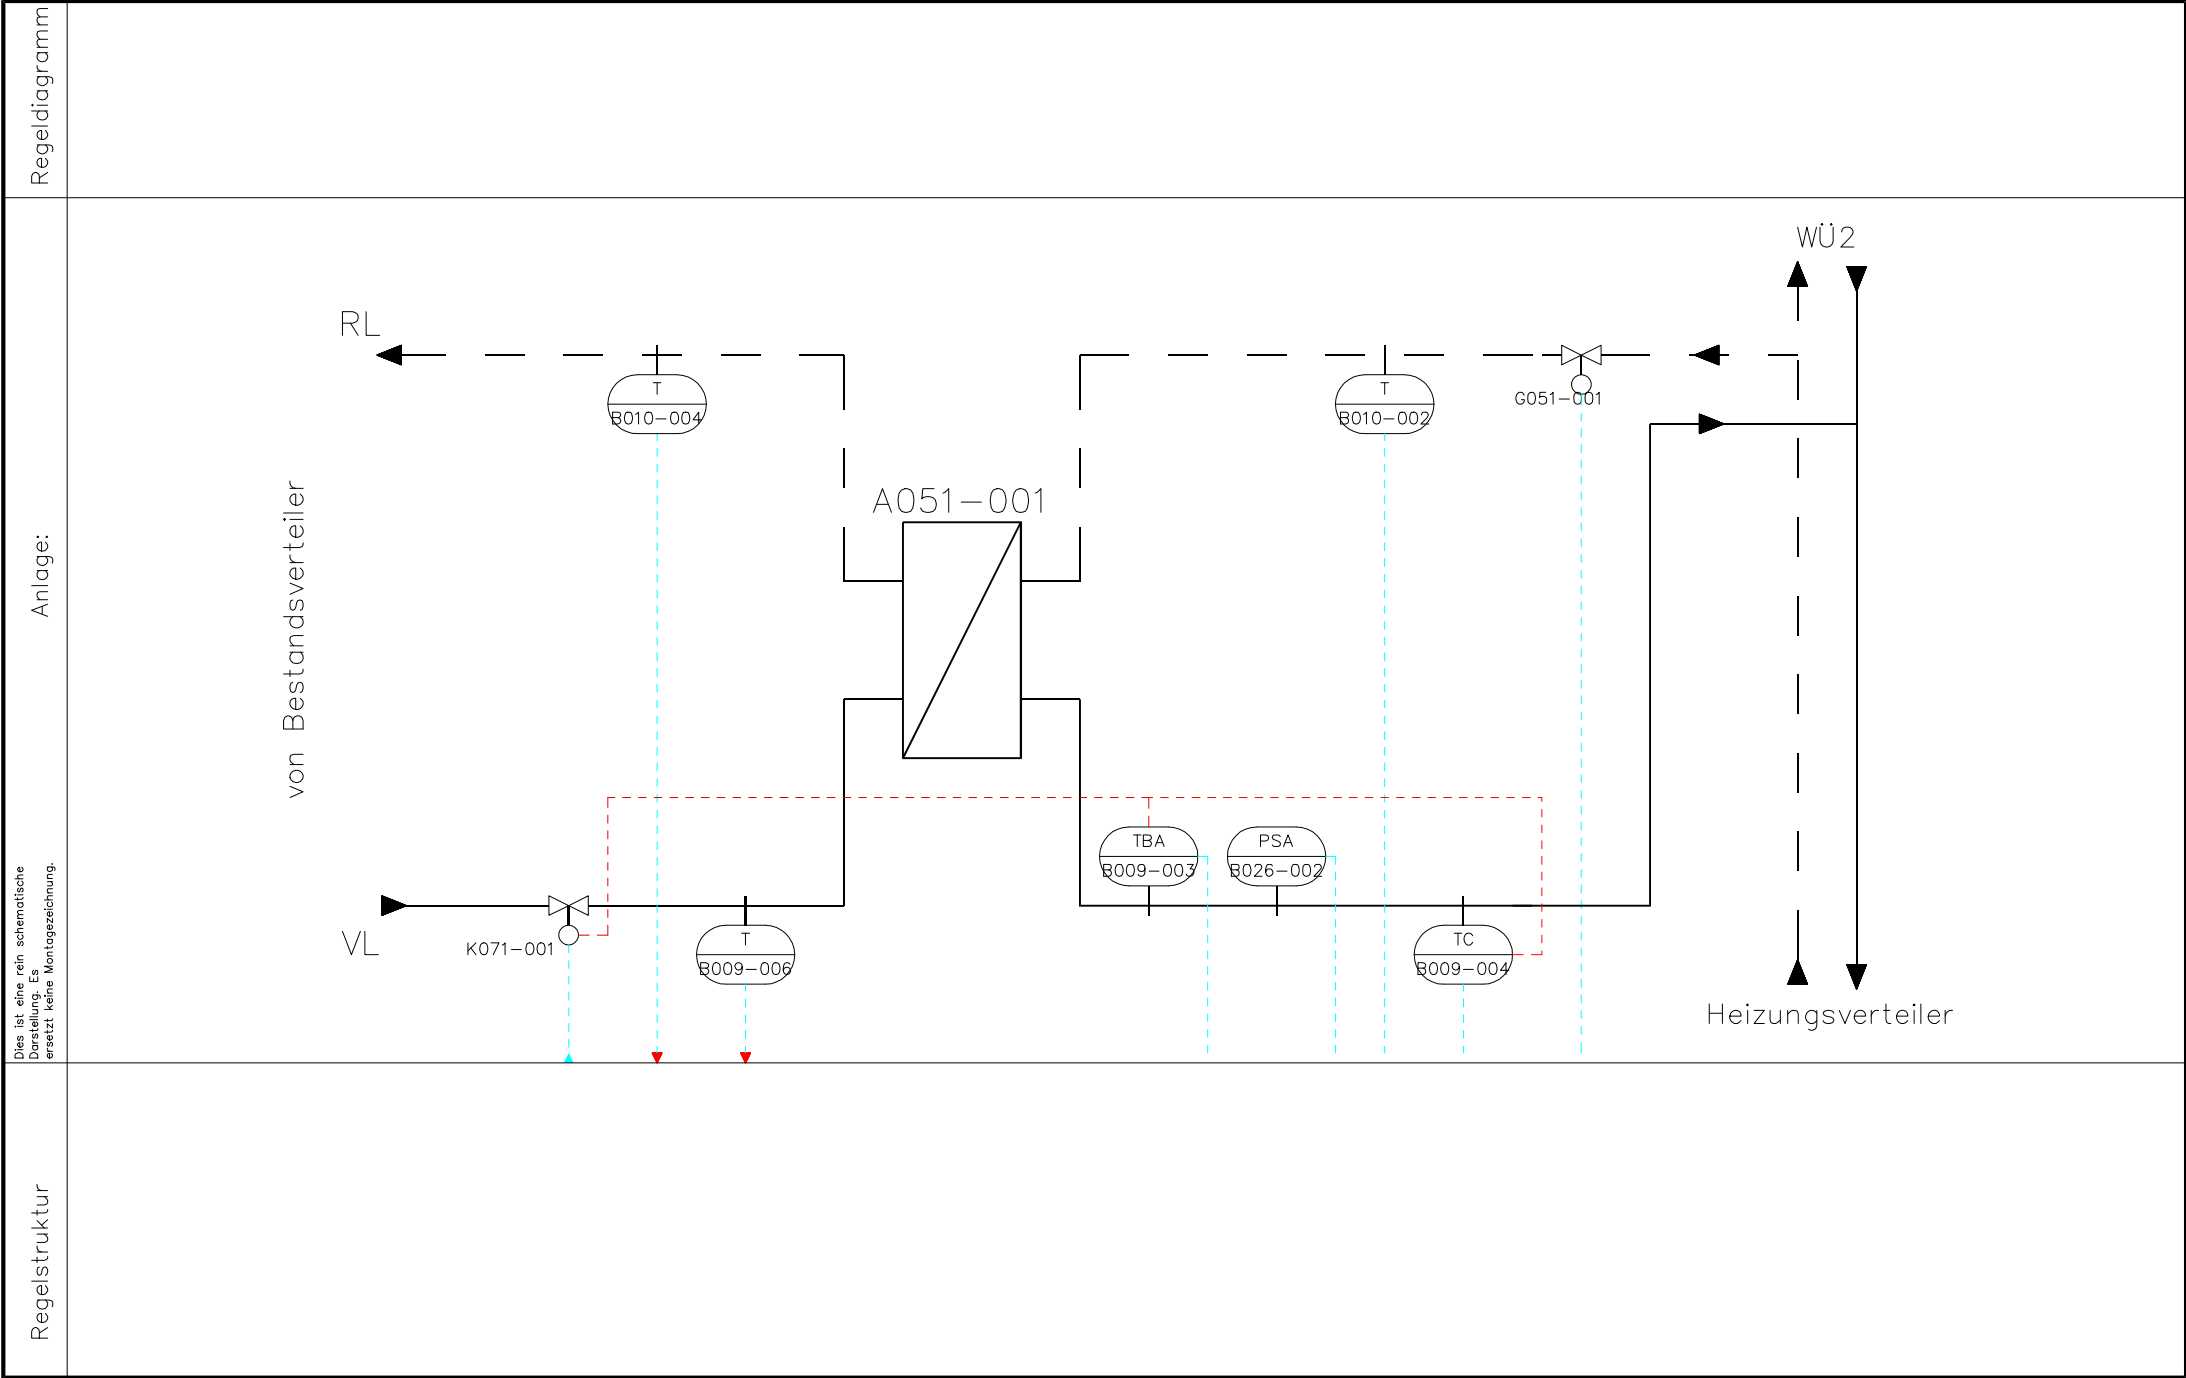 Regeldiagramm
WÜ2
RL
T
B010-004
T
B010-002
G051-001
A051-001
von Bestandsverteiler
Anlage:
TBA
B009-003
PSA
B026-002
VL
K071-001
T
B009-006
TC
B009-004
Heizungsverteiler
Dies ist eine rein schematische
Darstellung. Es
ersetzt keine Montagezeichnung.
Regelstruktur